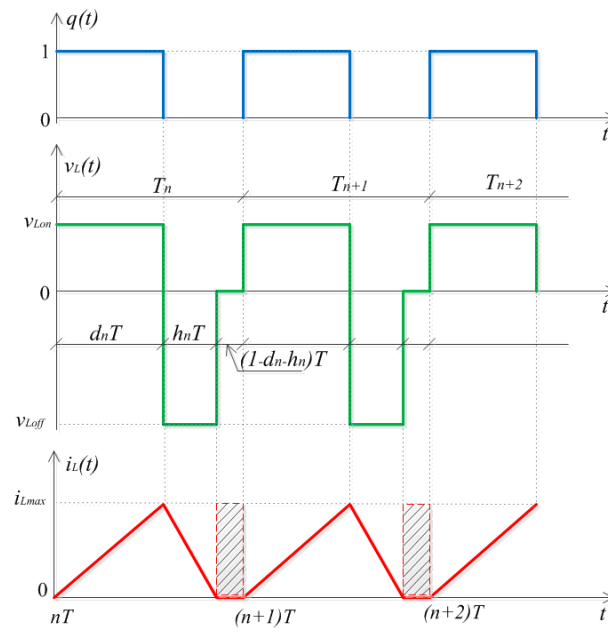 q(t)
1
0
t
vL(t)
Tn Tn+1 Tn+2
vLon
0
t
dnT hnT (1-dn-hn)T
vLoff
iL(t)
iLmax
0
nT (n+1)T (n+2)T t